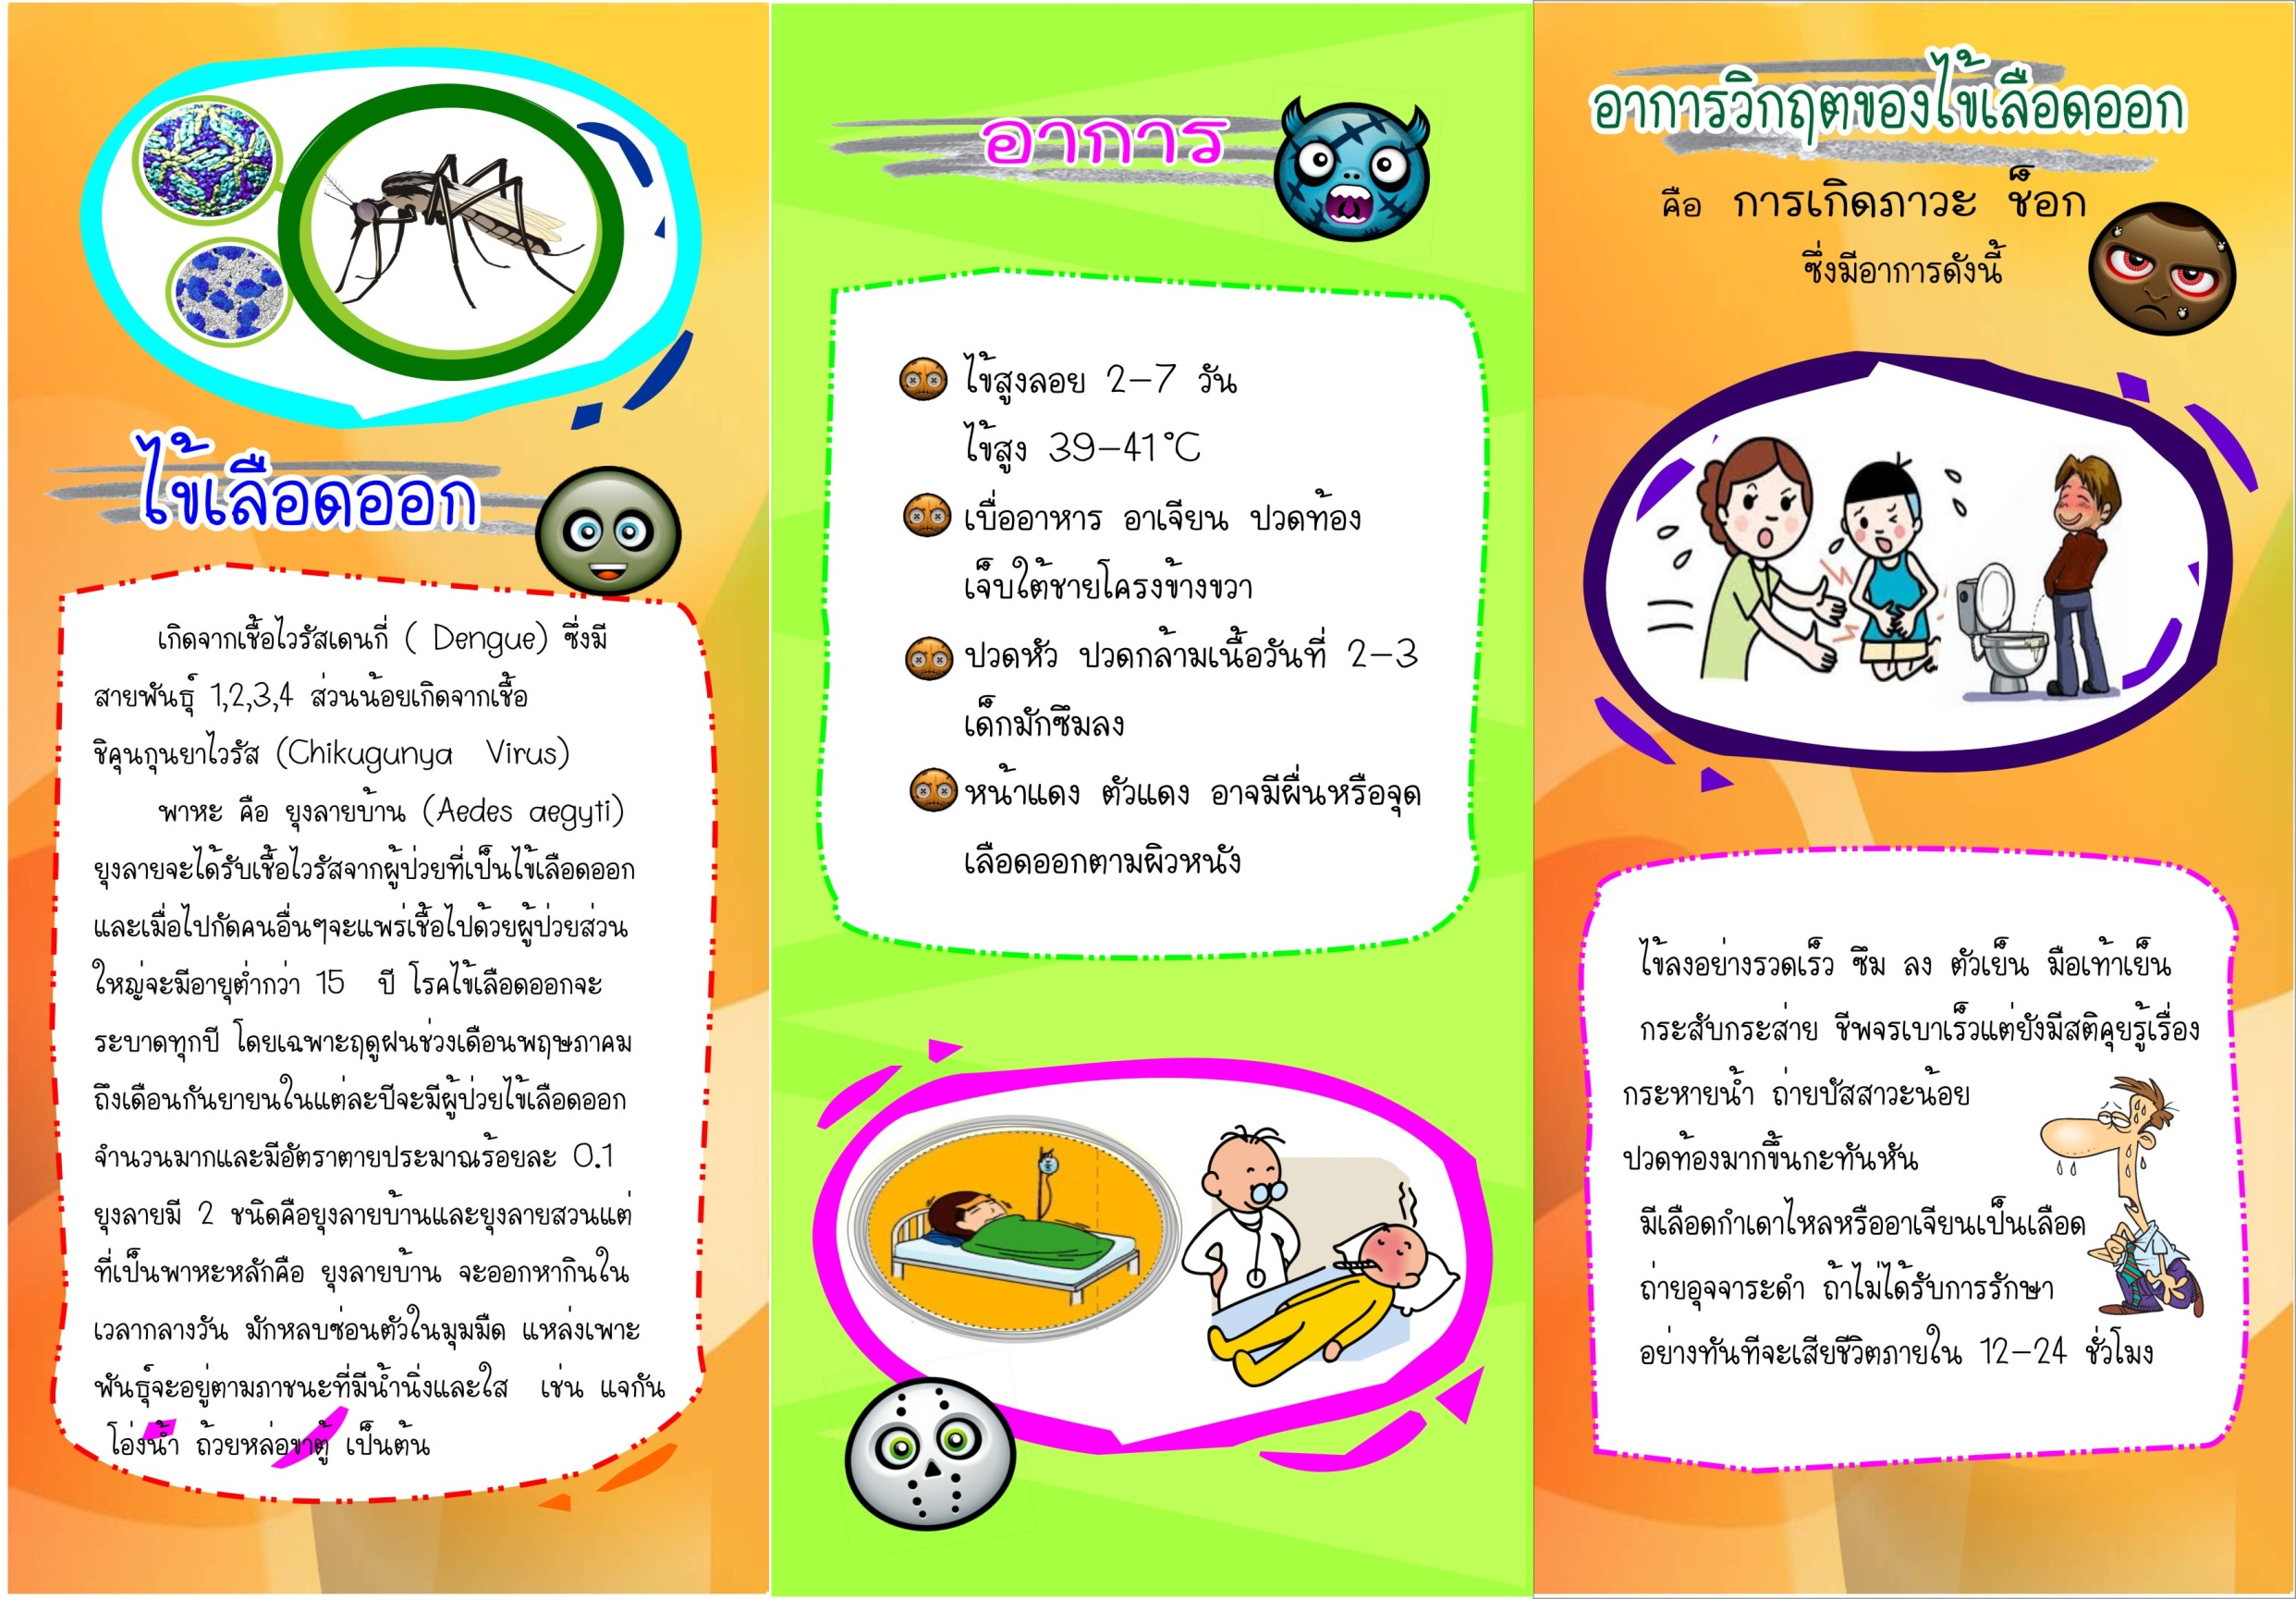 ไข้เลือดออก
เกิดจากเชื้อไวรัสเดนกี่ ( Dengue) ซึ่งมี
สายพันธุ์ 1,2,3,4 ส่วนน้อยเกิดจากเชื้อ
ชิคุนกุนยาไวรัส (Chikugunya Virus)
พาหะ คือ ยุงลายบ้าน (Aedes aegyti)
ยุงลายจะได้รับเชื้อไวรัสจากผู้ป่วยที่เป็นไข้เลือดออก
และเมื่อไปกัดคนอื่นๆจะแพร่เชื้อไปด้วยผู้ป่วยส่วน
ใหญ่จะมีอายุต่ำกว่า 15 ปี โรคไข้เลือดออกจะ
ระบาดทุกปี โดยเฉพาะฤดูฝนช่วงเดือนพฤษภาคม
ถึงเดือนกันยายนในแต่ละปีจะมีผู้ป่วยไข้เลือดออก
จำนวนมากและมีอัตราตายประมาณร้อยละ 0.1
ยุงลายมี 2 ชนิดคือยุงลายบ้านและยุงลายสวนแต่
ที่เป็นพาหะหลักคือ ยุงลายบ้าน จะออกหากินใน
เวลากลางวัน มักหลบซ่อนตัวในมุมมืด แหล่งเพาะ
พันธุ์จะอยู่ตามภาชนะที่มีน้ำนิ่งและใส เช่น แจกัน
โอ่งน้ำ ถ้วยหล่อขาตู้ เป็นต้น
อาการ
ไข้สูงลอย 2-7 วัน
ไข้สูง 39-41°C
เบื่ออาหาร อาเจียน ปวดท้อง
เจ็บใต้ชายโครงข้างขวา
ปวดหัว ปวดกล้ามเนื้อวันที่ 2-3
เด็กมักซึมลง
หน้าแดง ตัวแดง อาจมีผื่นหรือจุด
เลือดออกตามผิวหนัง
อาการวิกฤตของไข้เลือดออก
คือ การเกิดภาวะ ช็อก
ซึ่งมีอาการดังนี้
ไข้ลงอย่างรวดเร็ว ซึม ลง ตัวเย็น มือเท้าเย็น
กระสับกระส่าย ชีพจรเบาเร็วแต่ยังมีสติคุยรู้เรื่อง
กระหายน้ำ ถ่ายปัสสาวะน้อย
ปวดท้องมากขึ้นกะทันหัน
มีเลือดกำเดาไหลหรืออาเจียนเป็นเลือด
ถ่ายอุจจาระดำ ถ้าไม่ได้รับการรักษา
อย่างทันทีจะเสียชีวิตภายใน 12-24 ชั่วโมง